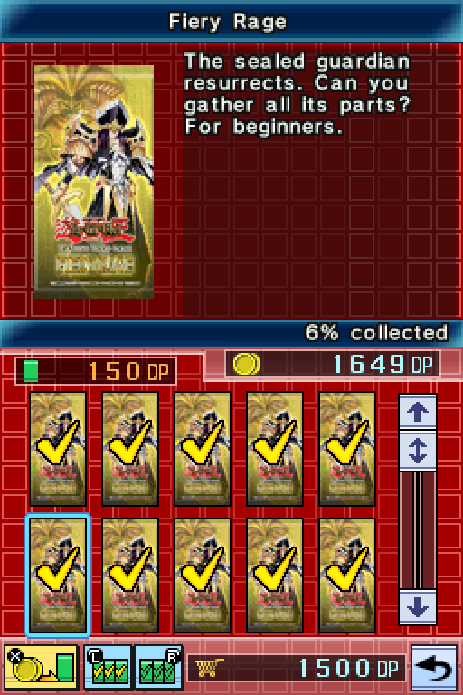 Fiery Rage
The sealed guardian
resurrects. Can you
gather all its parts?
For beginners.
6% collected
150 DP
1649 DP
X
L
R
1500 DP